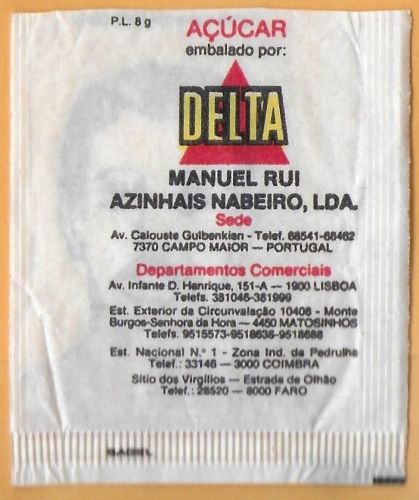 P.L. 8 g
AÇÚCAR
embalado por:
DELTA
MANUEL RUI
AZINHAIS NABEIRO, LDA.
Sede
Av. Calouste Gulbenkian - Telef. 68541-68462
7370 CAMPO MAIOR — PORTUGAL
Departamentos Comerciais
Av. Infante D. Henrique, 151-A — 1900 LISBOA
Telefs. 381046-381999
Est. Exterior da Circunvalação 10408 - Monte
Burgos-Senhora da Hora — 4450 MATOSINHOS
Telefs. 9515573-9518638-9518688
Est. Nacional N.º 1 - Zona Ind. da Pedrulha
Telef.: 33146 — 3000 COIMBRA
Sítio dos Virgílios — Estrada de Olhão
Telef.: 26520 — 8000 FARO